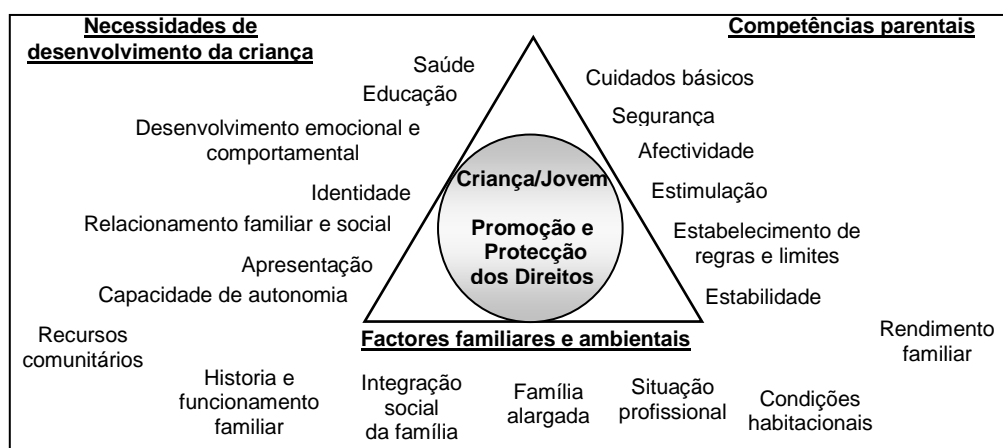 Necessidades de
desenvolvimento da criança
Competências parentais
Saúde
Educação
Desenvolvimento emocional e
comportamental
Identidade
Relacionamento familiar e social
Apresentação
Capacidade de autonomia
Cuidados básicos
Segurança
Afectividade
Estimulação
Estabelecimento de
regras e limites
Estabilidade
Criança/Jovem
Promoção e
Protecção
dos Direitos
Factores familiares e ambientais
Recursos
comunitários
Historia e
funcionamento
familiar
Integração
social
da família
Família
alargada
Situação
profissional
Condições
habitacionais
Rendimento
familiar